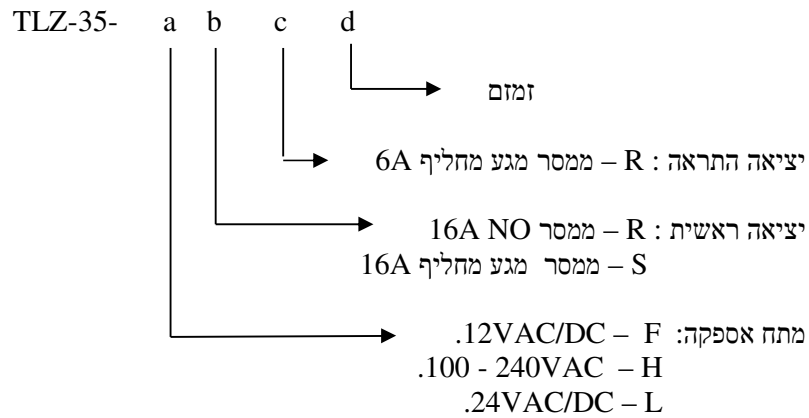 TLZ-35- a b c d
זמזם
יציאה התראה : R – ממסר מגע מחליף 6A
יציאה ראשית : R – ממסר 16A NO
S – ממסר מגע מחליף 16A
מתח אספקה: F – 12VAC/DC.
H – 100 - 240VAC.
L – 24VAC/DC.